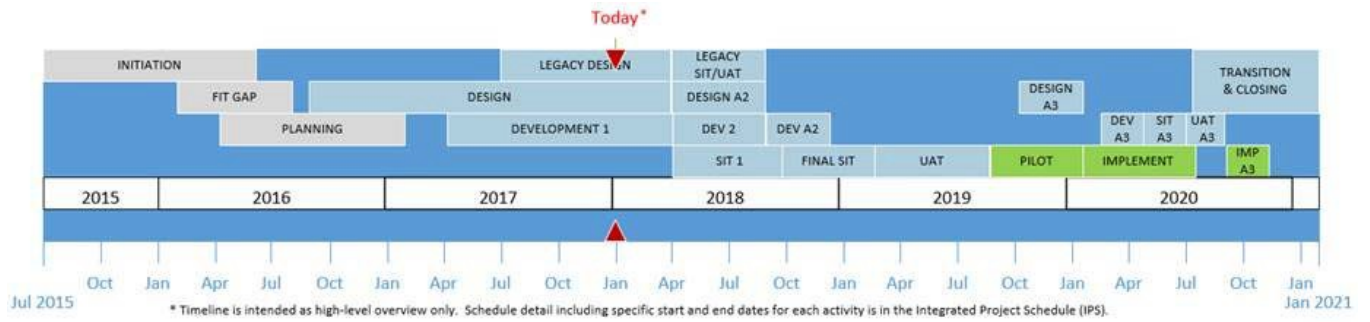 Today*
INITIATION
LEGACY DESIGN
LEGACY
SIT/UAT
TRANSITION
& CLOSING
FIT GAP
DESIGN
DESIGN A2
DESIGN
A3
PLANNING
DEVELOPMENT 1
DEV 2
DEV A2
DEV
A3
SIT
A3
UAT
A3
SIT 1
FINAL SIT
UAT
PILOT
IMPLEMENT
IMP
A3
2015 2016 2017 2018 2019 2020
Oct Jan Apr Jul Oct Jan Apr Jul Oct Jan Apr Jul Oct Jan Apr Jul Oct Jan Apr Jul Oct Jan
Jul 2015
Jan 2021
* Timeline is intended as high-level overview only. Schedule detail including specific start and end dates for each activity is in the Integrated Project Schedule (IPS).